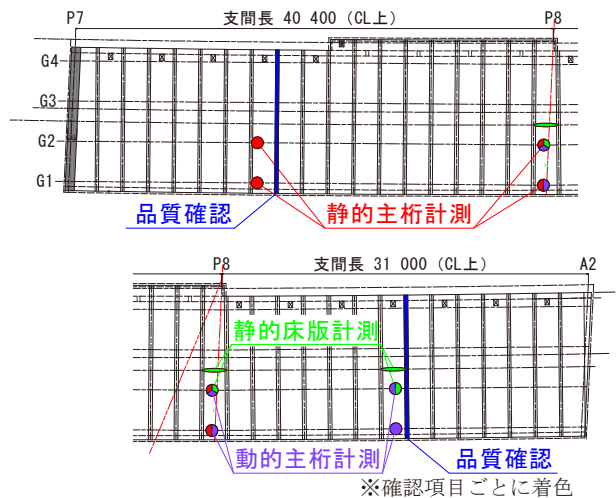 P7 支間長 40 400（CL上） P8
G4
G3
G2
G1
品質確認 静的主桁計測
P8 支間長 31 000（CL上） A2
静的床版計測
動的主桁計測 品質確認
※確認項目ごとに着色